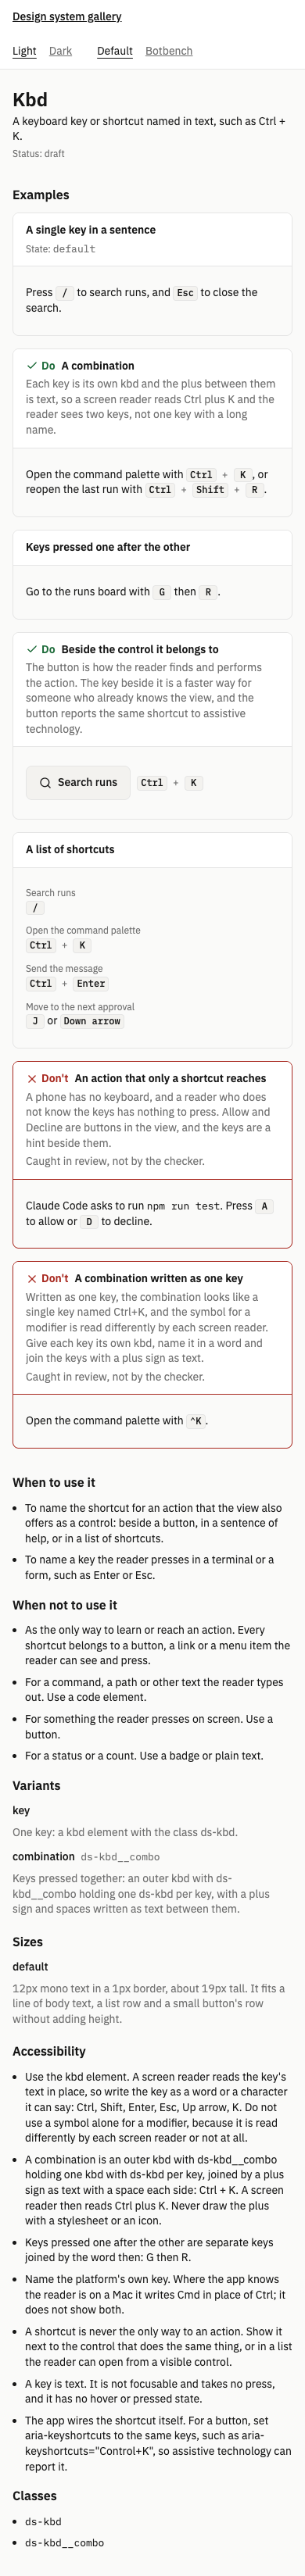 Design system gallery
Light Dark Default Botbench
Kbd
A keyboard key or shortcut named in text, such as Ctrl +
K.
Status: draft
Examples
A single key in a sentence
State: default
Press / to search runs, and Esc to close the
search.
Do A combination
Each key is its own kbd and the plus between them
is text, so a screen reader reads Ctrl plus K and the
reader sees two keys, not one key with a long
name.
Open the command palette with Ctrl + K, or
reopen the last run with Ctrl + Shift + R.
Keys pressed one after the other
Go to the runs board with G then R.
Do Beside the control it belongs to
The button is how the reader finds and performs
the action. The key beside it is a faster way for
someone who already knows the view, and the
button reports the same shortcut to assistive
technology.
Search runs Ctrl + K
A list of shortcuts
Search runs
/
Open the command palette
Ctrl + K
Send the message
Ctrl + Enter
Move to the next approval
J or Down arrow
Don't An action that only a shortcut reaches
A phone has no keyboard, and a reader who does
not know the keys has nothing to press. Allow and
Decline are buttons in the view, and the keys are a
hint beside them.
Caught in review, not by the checker.
Claude Code asks to run npm run test. Press A
to allow or D to decline.
Don't A combination written as one key
Written as one key, the combination looks like a
single key named Ctrl+K, and the symbol for a
modifier is read differently by each screen reader.
Give each key its own kbd, name it in a word and
join the keys with a plus sign as text.
Caught in review, not by the checker.
Open the command palette with ⌃K.
When to use it
• To name the shortcut for an action that the view also
offers as a control: beside a button, in a sentence of
help, or in a list of shortcuts.
• To name a key the reader presses in a terminal or a
form, such as Enter or Esc.
When not to use it
• As the only way to learn or reach an action. Every
shortcut belongs to a button, a link or a menu item the
reader can see and press.
• For a command, a path or other text the reader types
out. Use a code element.
• For something the reader presses on screen. Use a
button.
• For a status or a count. Use a badge or plain text.
Variants
key
One key: a kbd element with the class ds-kbd.
combination ds-kbd__combo
Keys pressed together: an outer kbd with ds-
kbd__combo holding one ds-kbd per key, with a plus
sign and spaces written as text between them.
Sizes
default
12px mono text in a 1px border, about 19px tall. It fits a
line of body text, a list row and a small button's row
without adding height.
Accessibility
• Use the kbd element. A screen reader reads the key's
text in place, so write the key as a word or a character
it can say: Ctrl, Shift, Enter, Esc, Up arrow, K. Do not
use a symbol alone for a modifier, because it is read
differently by each screen reader or not at all.
• A combination is an outer kbd with ds-kbd__combo
holding one kbd with ds-kbd per key, joined by a plus
sign as text with a space each side: Ctrl + K. A screen
reader then reads Ctrl plus K. Never draw the plus
with a stylesheet or an icon.
• Keys pressed one after the other are separate keys
joined by the word then: G then R.
• Name the platform's own key. Where the app knows
the reader is on a Mac it writes Cmd in place of Ctrl; it
does not show both.
• A shortcut is never the only way to an action. Show it
next to the control that does the same thing, or in a list
the reader can open from a visible control.
• A key is text. It is not focusable and takes no press,
and it has no hover or pressed state.
• The app wires the shortcut itself. For a button, set
aria-keyshortcuts to the same keys, such as aria-
keyshortcuts="Control+K", so assistive technology can
report it.
Classes
• ds-kbd
• ds-kbd__combo